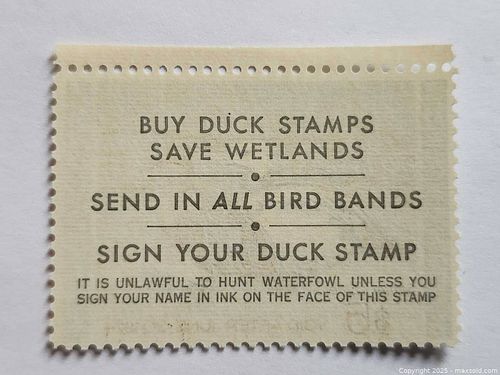 BUY DUCK STAMPS
SAVE WETLANDS
SEND IN ALL BIRD BANDS
SIGN YOUR DUCK STAMP
IT IS UNLAWFUL TO HUNT WATERFOWL UNLESS YOU
SIGN YOUR NAME IN INK ON THE FACE OF THIS STAMP
Copyright 2025 - maxsold.com